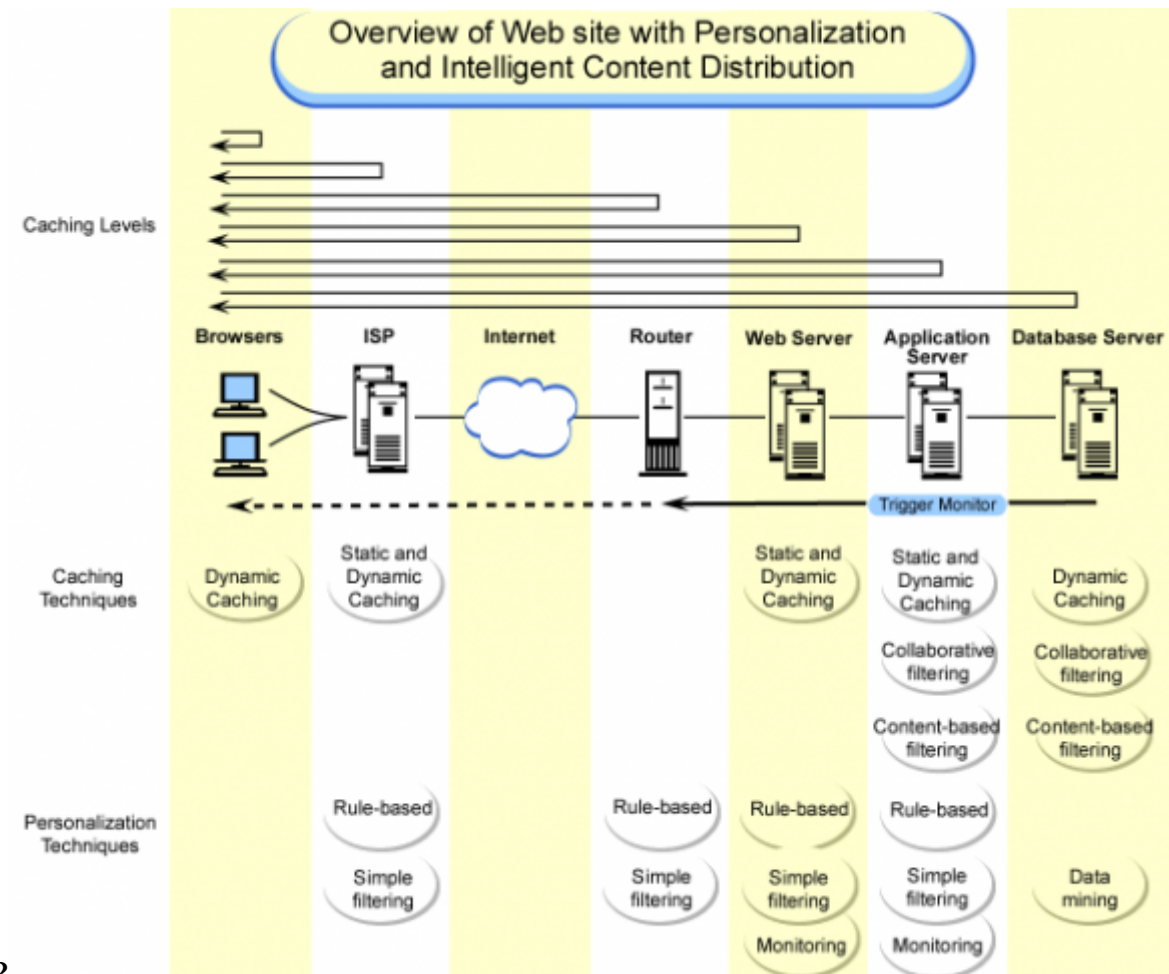 Overview of Web site with Personalization
and Intelligent Content Distribution
Caching Levels
Browsers
ISP
Internet
Router
Web Server
Application
Server
Database Server
Trigger Monitor
Caching
Techniques
Dynamic
Caching
Static and
Dynamic
Caching
Static and
Dynamic
Caching
Static and
Dynamic
Caching
Dynamic
Caching
Collaborative
filtering
Collaborative
filtering
Content-based
filtering
Content-based
filtering
Personalization
Techniques
Rule-based
Rule-based
Rule-based
Rule-based
Simple
filtering
Simple
filtering
Simple
filtering
Simple
filtering
Data
mining
Monitoring
Monitoring